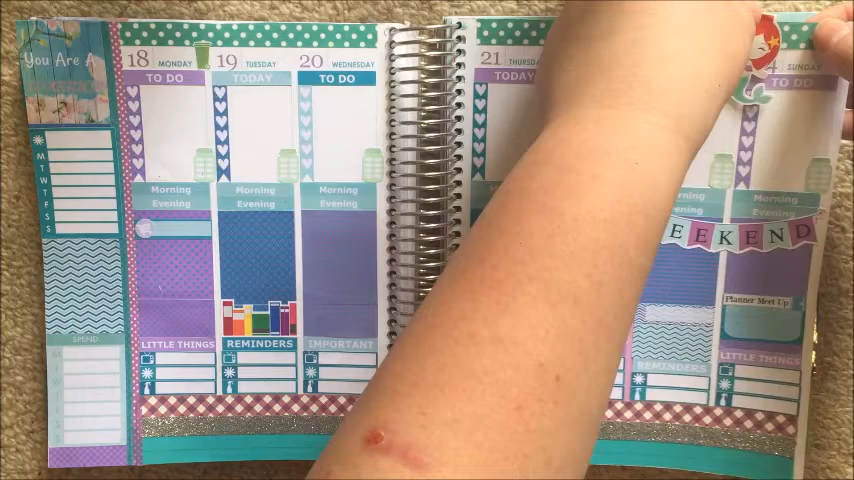 You Are A
18 MONDAY
TO DO
19 TUESDAY
TODAY
20 WEDNESDAY
TO DO
21 THURSDAY
TODAY
SUNDAY
TO DO
M
T
W
T
F
S
S
SPEND
M
T
W
T
F
S
S
Morning
Evening
Morning
Evening
Morning
Evening
Morning
Evening
Morning
Evening
EEKEND
Planner Meet Up
LITTLE THINGS
REMINDERS
IMPORTANT
REMINDERS
LITTLE THINGS